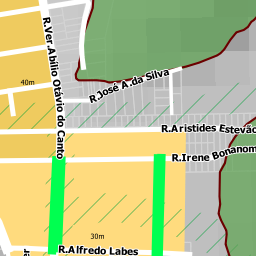 R.Ver.Abílio Otávio do Canto
40m
R.José A.da Silva
R.Aristides Estevão
R.Irene Bonanom
30m
R.Alfredo Labes